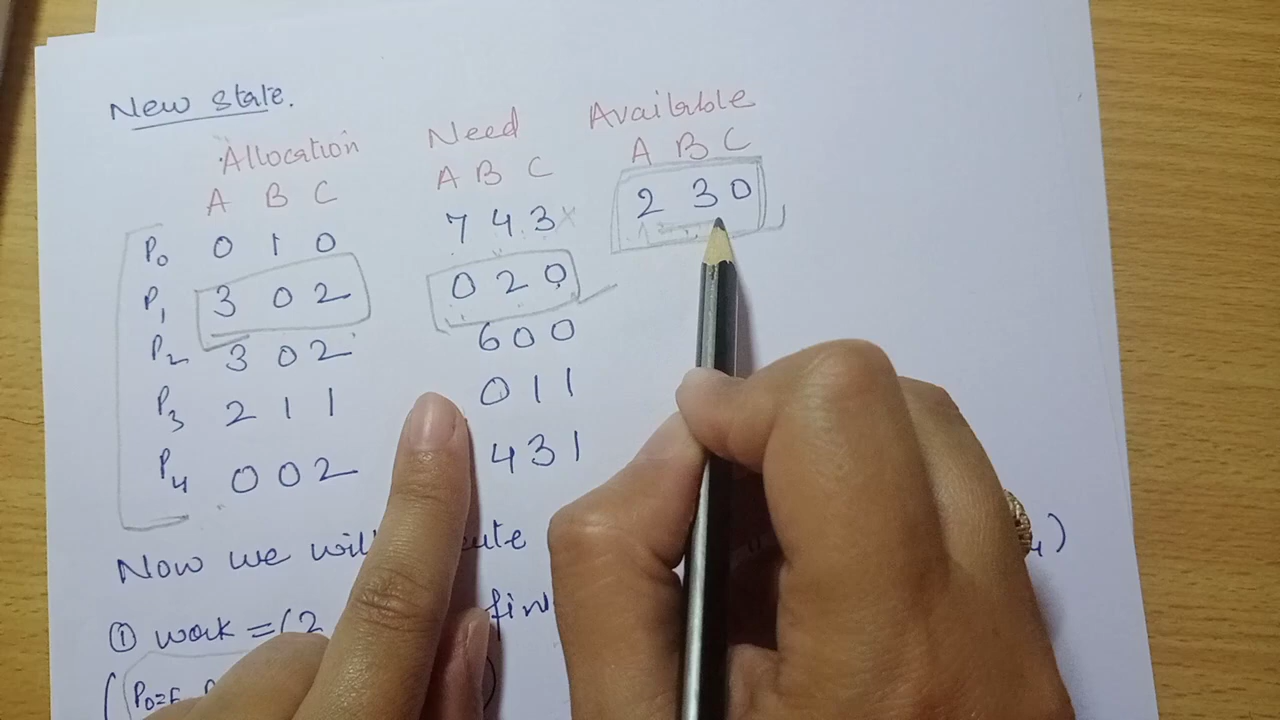 New state.
Allocation Need Available
A B C A B C A B C
P0 0 1 0 7 4 3 x 2 3 0
P1 3 0 2 0 2 0
P2 3 0 2 6 0 0
P3 2 1 1 0 1 1
P4 0 0 2 4 3 1
Now we
① work = (2
(P0=F